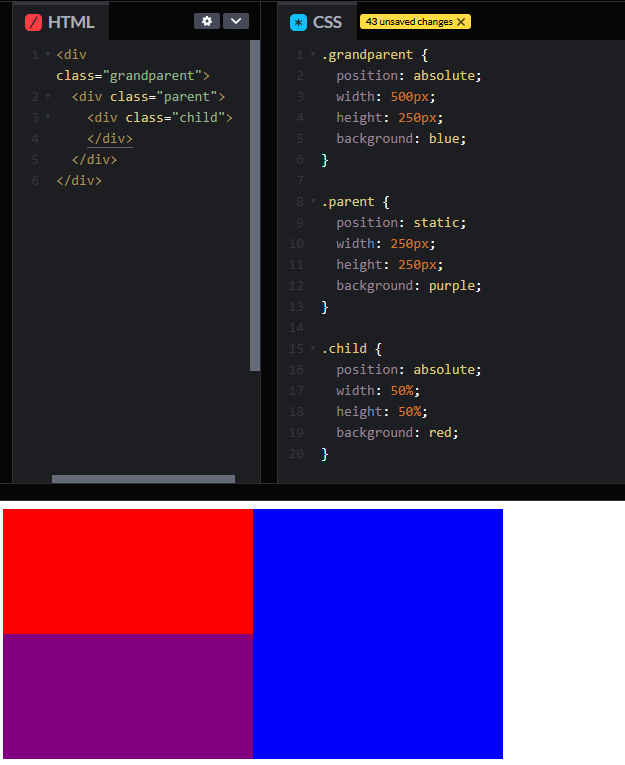 HTML
1 <div
class="grandparent">
2 <div class="parent">
3 <div class="child">
4 </div>
5 </div>
6 </div>
CSS 43 unsaved changes ✕
1 .grandparent {
2 position: absolute;
3 width: 500px;
4 height: 250px;
5 background: blue;
6 }
7
8 .parent {
9 position: static;
10 width: 250px;
11 height: 250px;
12 background: purple;
13 }
14
15 .child {
16 position: absolute;
17 width: 50%;
18 height: 50%;
19 background: red;
20 }